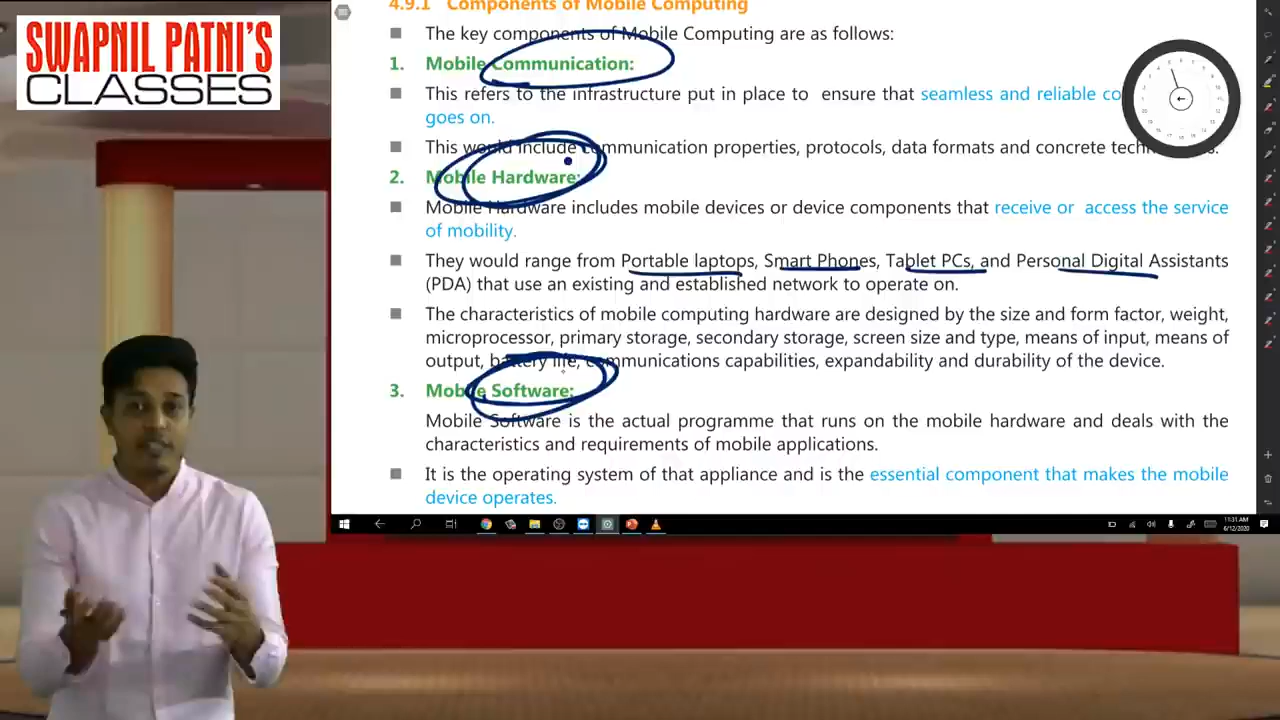 SWAPNIL PATNI'S
CLASSES
4.9.1 Components of Mobile Computing
The key components of Mobile Computing are as follows:
1. Mobile Communication:
This refers to the infrastructure put in place to ensure that seamless and reliable
goes on.
This would include communication properties, protocols, data formats and concrete
2. Mobile Hardware:
Mobile Hardware includes mobile devices or device components that receive or access the service
of mobility.
They would range from Portable laptops, Smart Phones, Tablet PCs, and Personal Digital Assistants
(PDA) that use an existing and established network to operate on.
The characteristics of mobile computing hardware are designed by the size and form factor, weight,
microprocessor, primary storage, secondary storage, screen size and type, means of input, means of
output, battery life, communications capabilities, expandability and durability of the device.
3. Mobile Software:
Mobile Software is the actual programme that runs on the mobile hardware and deals with the
characteristics and requirements of mobile applications.
It is the operating system of that appliance and is the essential component that makes the mobile
device operates.
11:31 AM
6/12/2020